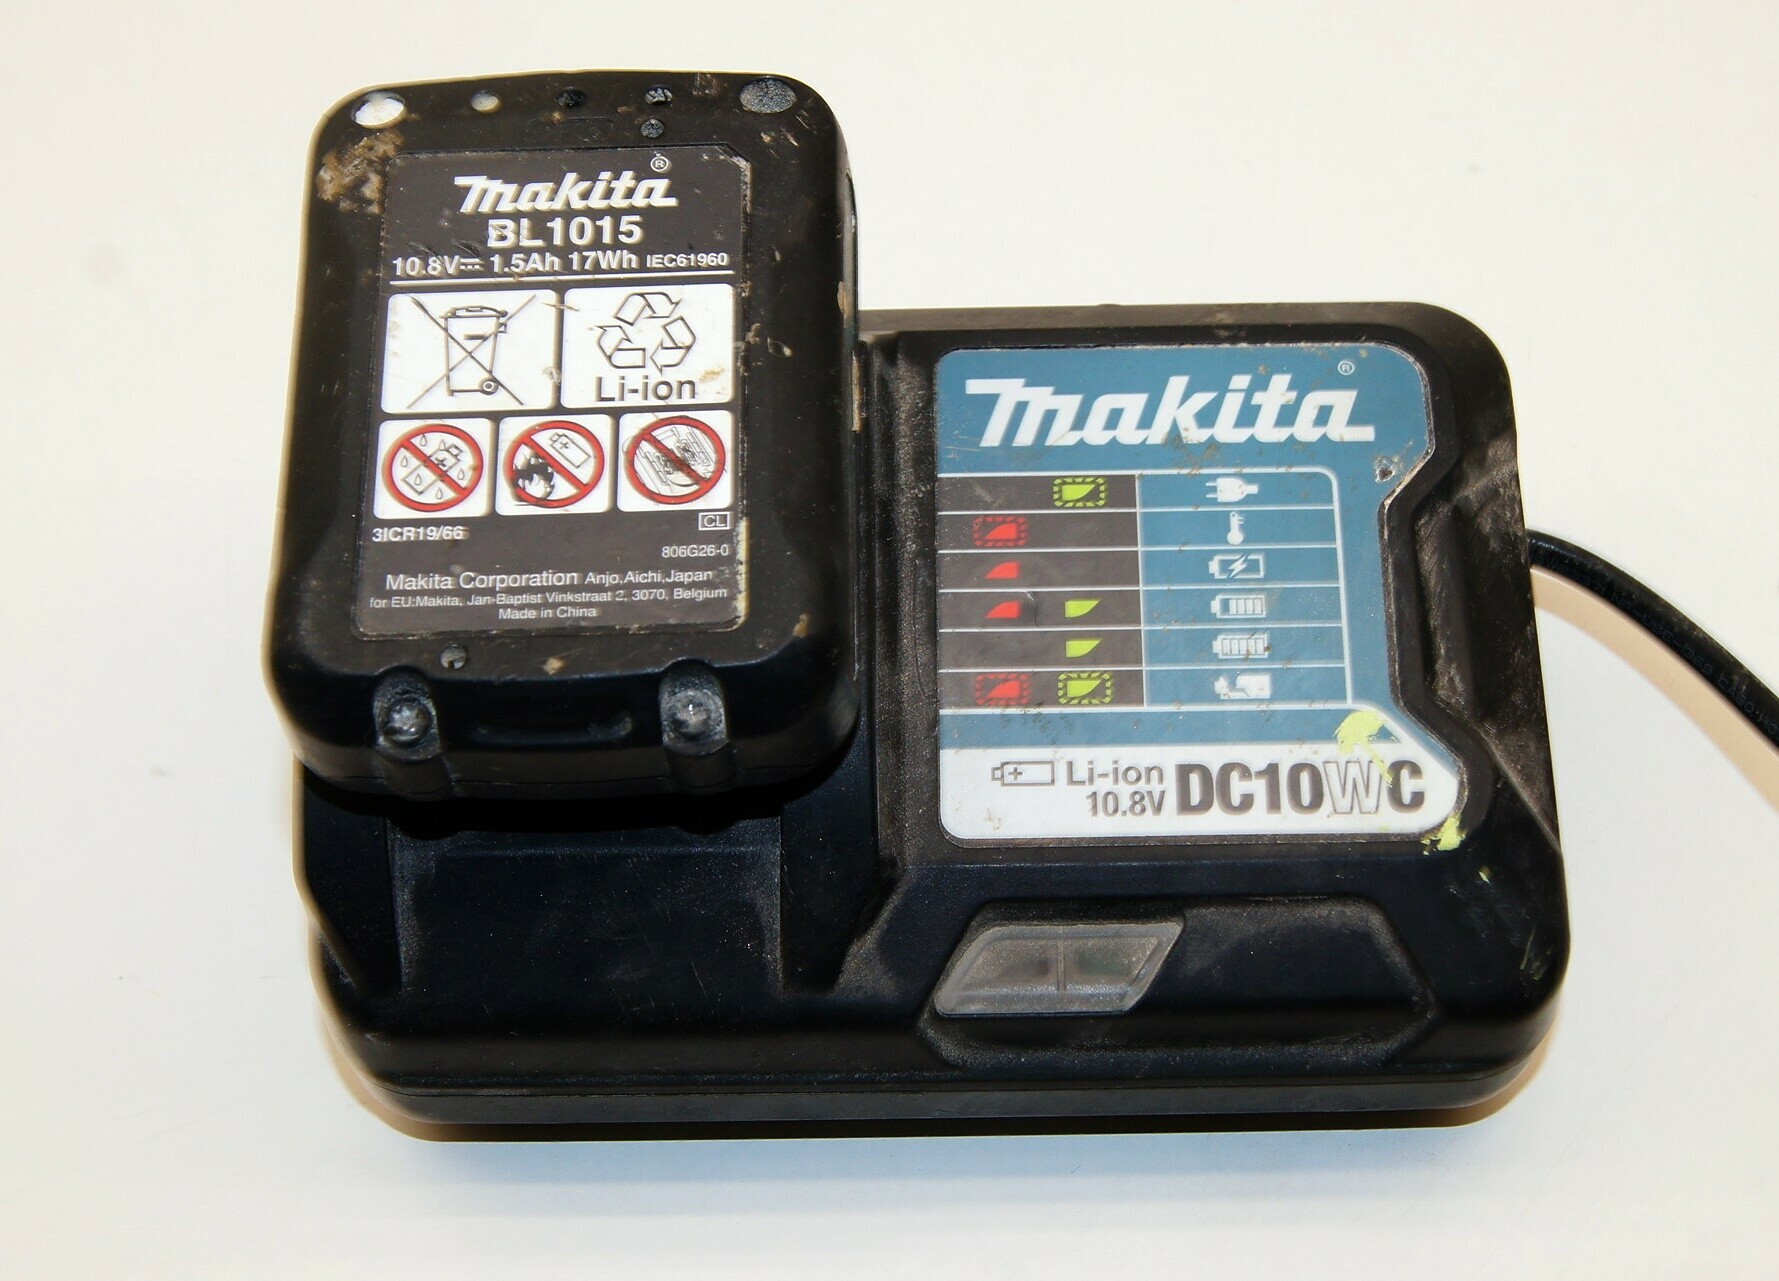 Makita®
BL1015
10.8V⎓ 1.5Ah 17Wh IEC61960
Li-ion
3ICR19/66
CL
806G26-0
Makita Corporation Anjo,Aichi,Japan
for EU:Makita, Jan-Baptist Vinkstraat 2, 3070, Belgium
Made in China
Makita®
Li-ion
10.8V DC10WC